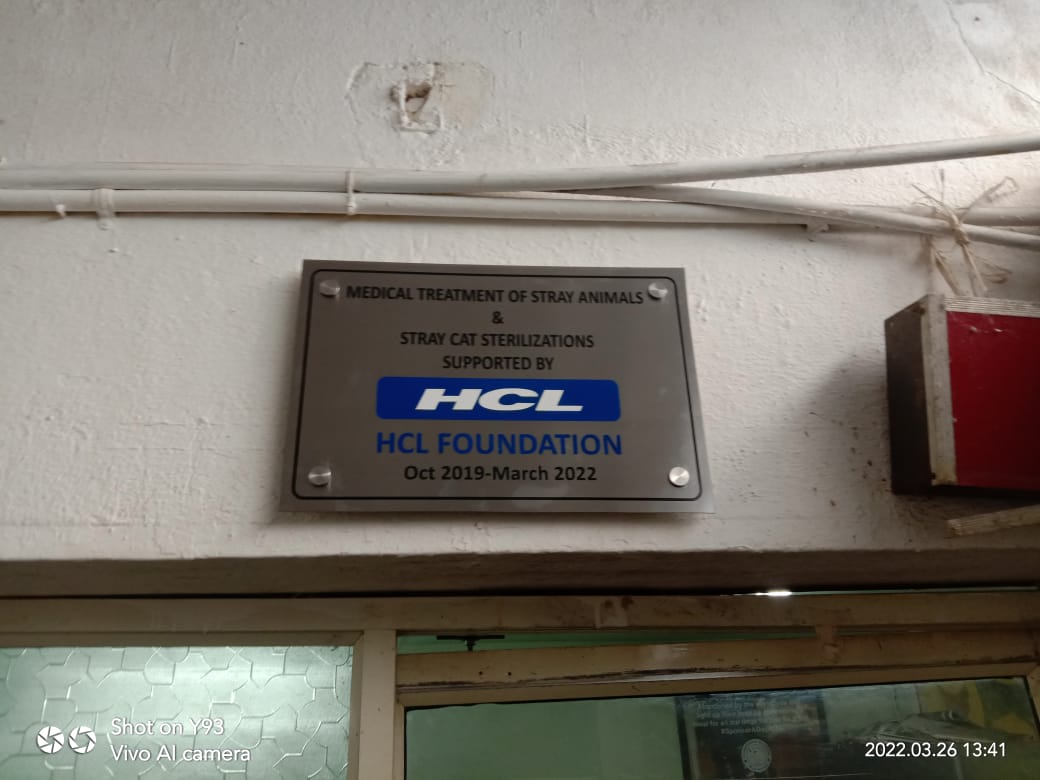 MEDICAL TREATMENT OF STRAY ANIMALS
&
STRAY CAT STERILIZATIONS
SUPPORTED BY
HCL
HCL FOUNDATION
Oct 2019-March 2022
Shot on Y93
Vivo AI camera
2022.03.26 13:41